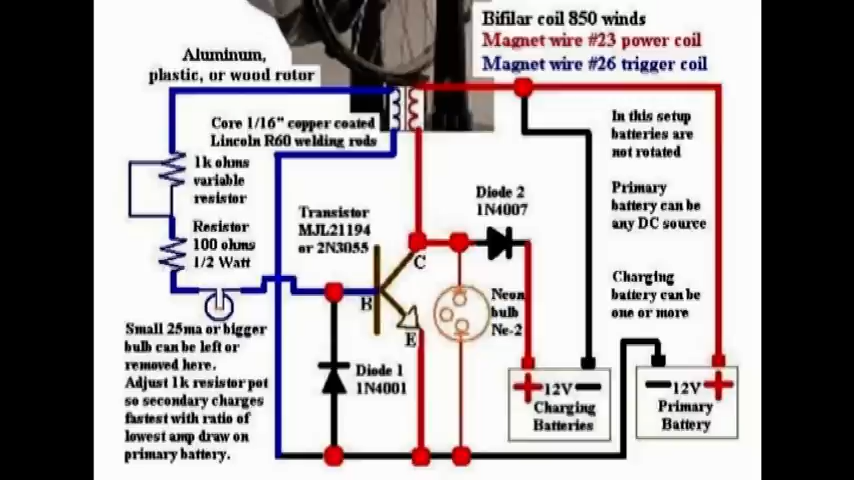 Bifilar coil 850 winds
Magnet wire #23 power coil
Magnet wire #26 trigger coil
Aluminum,
plastic, or wood rotor
Core 1/16" copper coated
Lincoln R60 welding rods
In this setup
batteries are
not rotated
1k ohms
variable
resistor
Primary
battery can be
any DC source
Diode 2
1N4007
Transistor
MJL21194
or 2N3055
Resistor
100 ohms
1/2 Watt
C
B
E
Charging
battery can be
one or more
Neon
bulb
Ne-2
Small 25ma or bigger
bulb can be left or
removed here.
Adjust 1k resistor pot
so secondary charges
fastest with ratio of
lowest amp draw on
primary battery.
Diode 1
1N4001
+ 12V -
Charging
Batteries
- 12V +
Primary
Battery